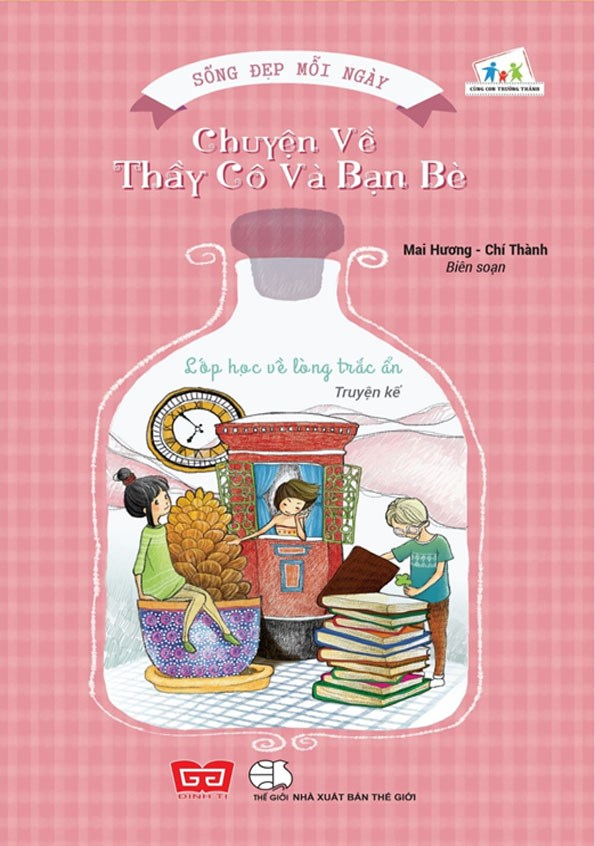 SỐNG ĐẸP MỖI NGÀY
CÙNG CON TRƯỞNG THÀNH
Chuyện Về
Thầy Cô Và Bạn Bè
Mai Hương - Chí Thành
Biên soạn
Lớp học về lòng trắc ẩn
Truyện kể
ĐINH TỊ
THẾ GIỚI NHÀ XUẤT BẢN THẾ GIỚI